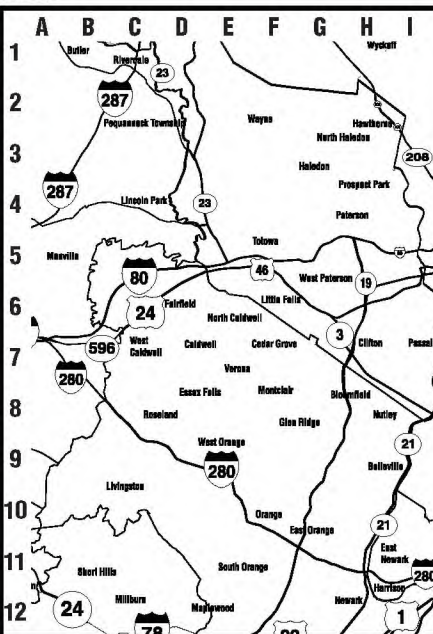 A B C D E F G H I
1
Butler
Riverdale
Wyckoff
23
2
287
Pequannock Township
Wayne
Hawthorne
North Haledon
3
Haledon
208
287
Prospect Park
4
Lincoln Park
23
Paterson
Totowa
5
Masville
80
46
West Paterson
19
6
24
Fairfield
Little Falls
North Caldwell
3
7
596
West
Caldwell
Caldwell
Cedar Grove
Clifton
Passai
280
Verona
Essex Fells
Montclair
Bloomfield
8
Roseland
Glen Ridge
Nutley
West Orange
21
9
280
Belleville
Livingston
10
Orange
East Orange
21
11
Short Hills
South Orange
East
Newark
280
Harrison
24
Millburn
Maplewood
Newark
12
78
1